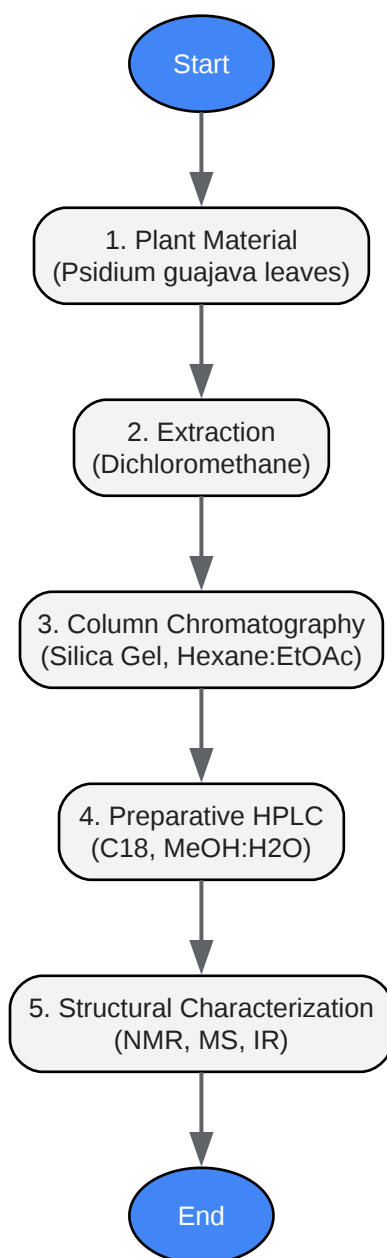 Start
1. Plant Material
(Psidium guajava leaves)
2. Extraction
(Dichloromethane)
3. Column Chromatography
(Silica Gel, Hexane:EtOAc)
4. Preparative HPLC
(C18, MeOH:H2O)
5. Structural Characterization
(NMR, MS, IR)
End